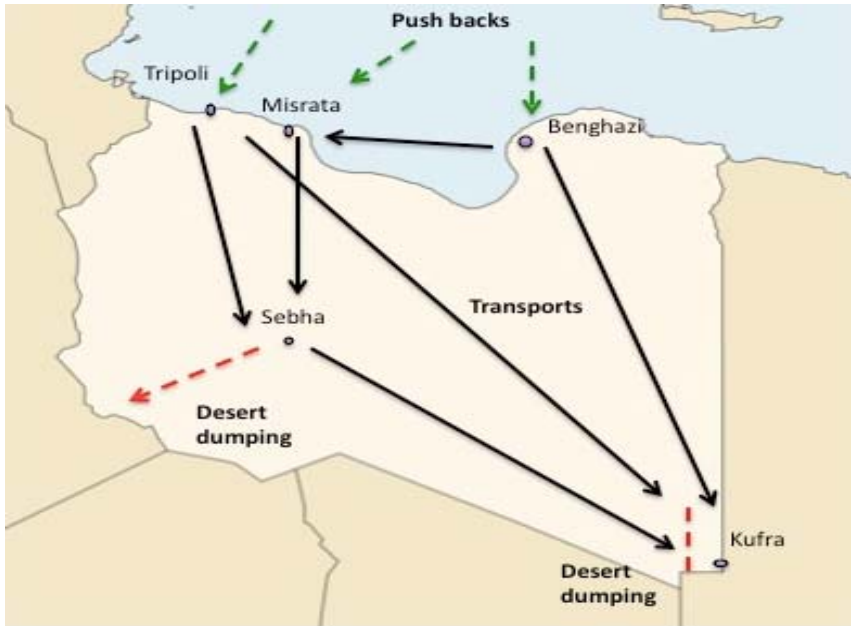 Push backs
Tripoli
Misrata
Benghazi
Transports
Sebha
Desert
dumping
Kufra
Desert
dumping